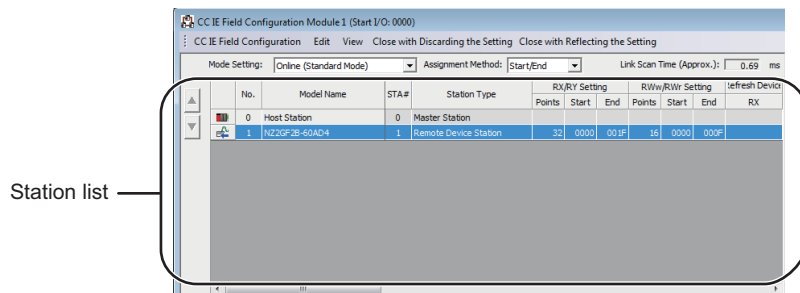 CC IE Field Configuration Module 1 (Start I/O: 0000)
CC IE Field Configuration Edit View Close with Discarding the Setting Close with Reflecting the Setting
Mode Setting: Online (Standard Mode) Assignment Method: Start/End Link Scan Time (Approx.): 0.69 ms
No. Model Name STA# Station Type RX/RY Setting RWw/RWr Setting Refresh Device
Points Start End Points Start End RX
0 Host Station 0 Master Station
1 NZ2GF2B-60AD4 1 Remote Device Station 32 0000 001F 16 0000 000F
Station list